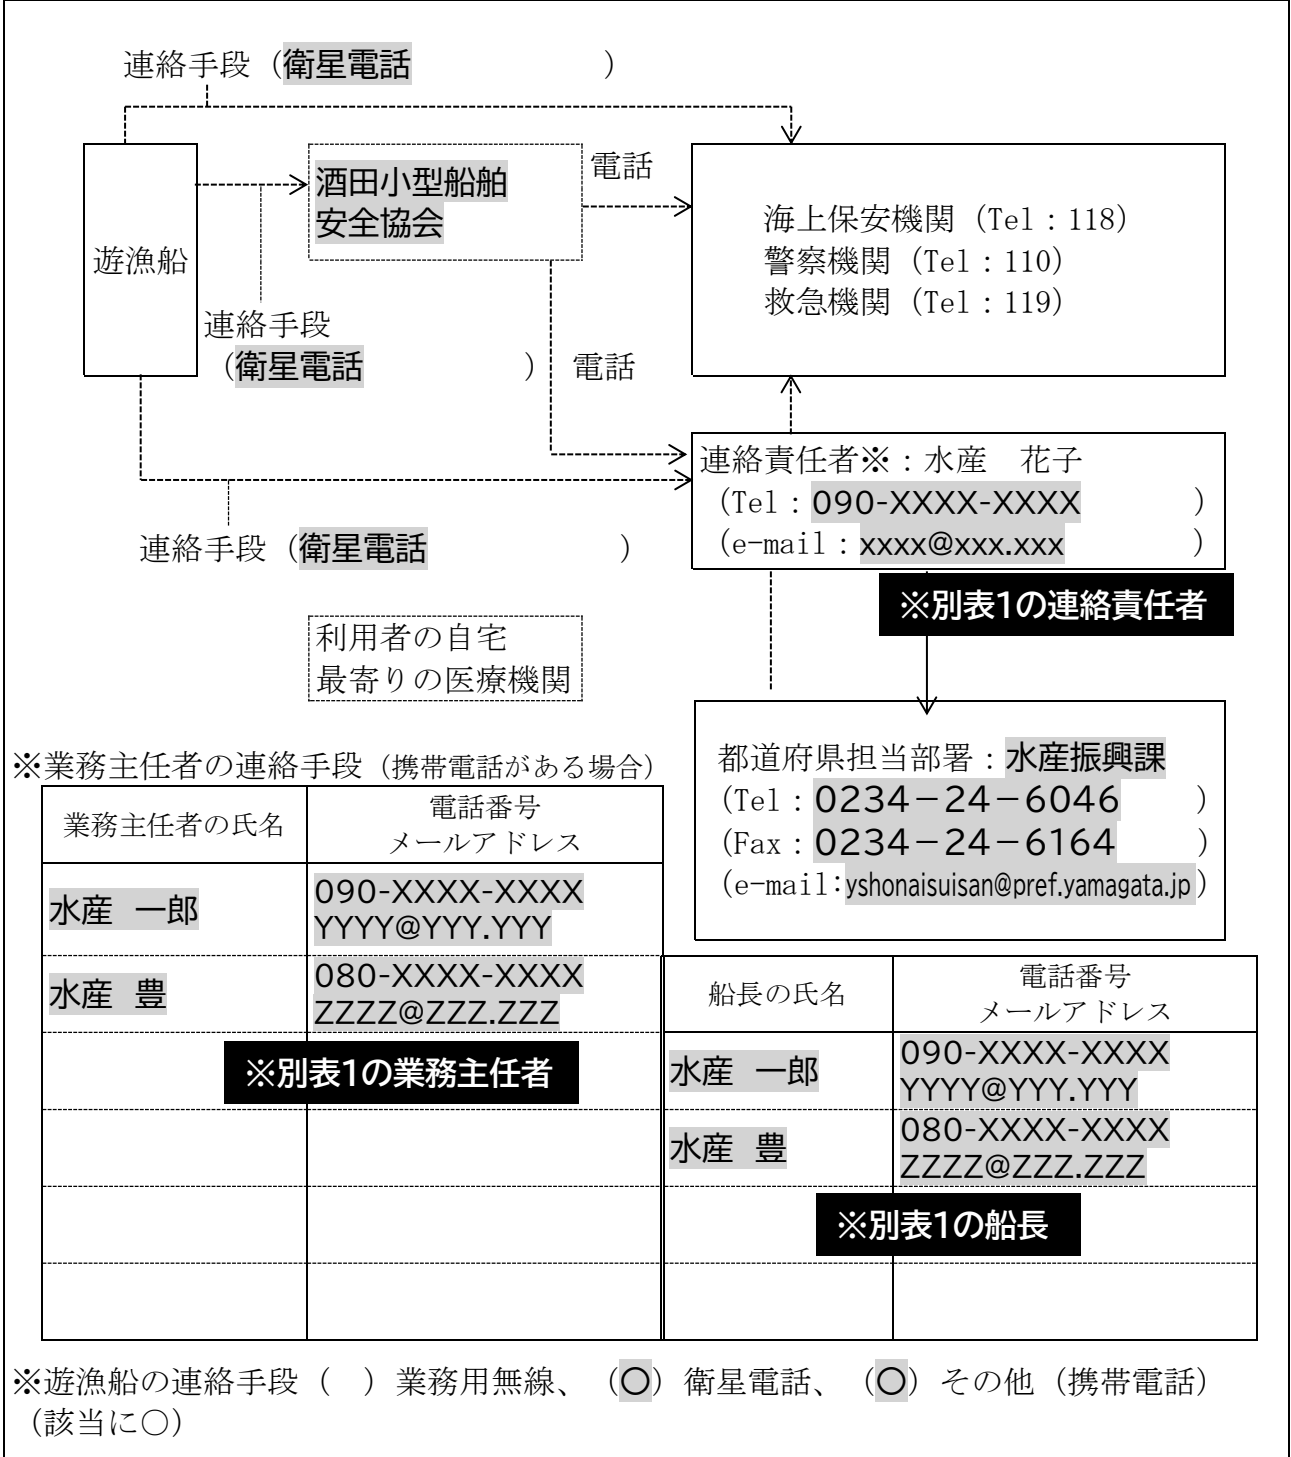 連絡手段（衛星電話　　　　　　）
酒田小型船舶
安全協会
電話
遊漁船
海上保安機関（Tel：118）
警察機関（Tel：110）
救急機関（Tel：119）
連絡手段
（衛星電話　　　　　）
電話
連絡責任者※：水産　花子
（Tel：090-XXXX-XXXX　　　）
（e-mail：xxxx@xxx.xxx　　　）
連絡手段（衛星電話　　　　　　）
※別表1の連絡責任者
利用者の自宅
最寄りの医療機関
都道府県担当部署：水産振興課
（Tel：0234－24－6046　　）
（Fax：0234－24－6164　　）
（e-mail：yshonaisuisan@pref.yamagata.jp）
※業務主任者の連絡手段（携帯電話がある場合）
業務主任者の氏名
電話番号
メールアドレス
水産　一郎
090-XXXX-XXXX
YYYY@YYY.YYY
水産　豊
080-XXXX-XXXX
ZZZZ@ZZZ.ZZZ
※別表1の業務主任者
船長の氏名
電話番号
メールアドレス
水産　一郎
090-XXXX-XXXX
YYYY@YYY.YYY
水産　豊
080-XXXX-XXXX
ZZZZ@ZZZ.ZZZ
※別表1の船長
※遊漁船の連絡手段（　）業務用無線、（○）衛星電話、（○）その他（携帯電話）
（該当に○）